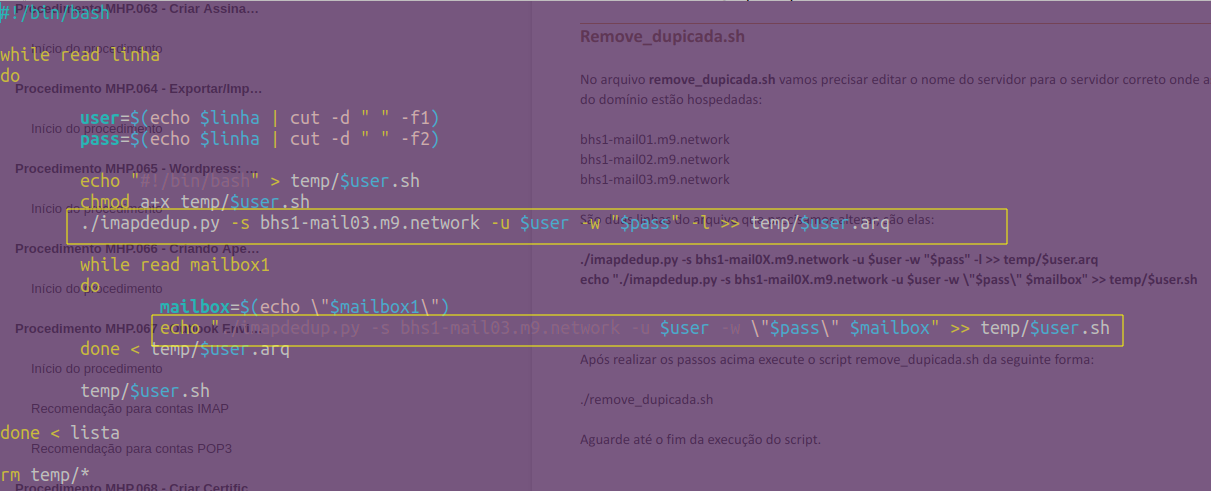 #!/bin/bash
while read linha
do
user=$(echo $linha | cut -d " " -f1)
pass=$(echo $linha | cut -d " " -f2)
echo "#!/bin/bash" > temp/$user.sh
chmod a+x temp/$user.sh
./imapdedup.py -s bhs1-mail03.m9.network -u $user -w "$pass" -l >> temp/$user.arq
while read mailbox1
do
mailbox=$(echo \"$mailbox1\")
echo "./imapdedup.py -s bhs1-mail03.m9.network -u $user -w \"$pass\" $mailbox" >> temp/$user.sh
done < temp/$user.arq
temp/$user.sh
done < lista
rm temp/*
Procedimento MHP.063 - Criar Assina...
Início do procedimento
Procedimento MHP.064 - Exportar/Imp...
Início do procedimento
Procedimento MHP.065 - Wordpress: ...
Início do procedimento
Procedimento MHP.066 - Criando Ape...
Início do procedimento
Procedimento MHP.067 - Outlook Envi...
Início do procedimento
Recomendação para contas IMAP
Recomendação para contas POP3
Procedimento MHP.068 - Criar Certific...
Remove_dupicada.sh
No arquivo remove_dupicada.sh vamos precisar editar o nome do servidor para o servidor correto onde a
do domínio estão hospedadas:
bhs1-mail01.m9.network
bhs1-mail02.m9.network
bhs1-mail03.m9.network
São duas linhas do arquivo que precisamos alterar, são elas:
./imapdedup.py -s bhs1-mail0X.m9.network -u $user -w "$pass" -l >> temp/$user.arq
echo "./imapdedup.py -s bhs1-mail0X.m9.network -u $user -w \"$pass\" $mailbox" >> temp/$user.sh
Após realizar os passos acima execute o script remove_dupicada.sh da seguinte forma:
./remove_dupicada.sh
Aguarde até o fim da execução do script.